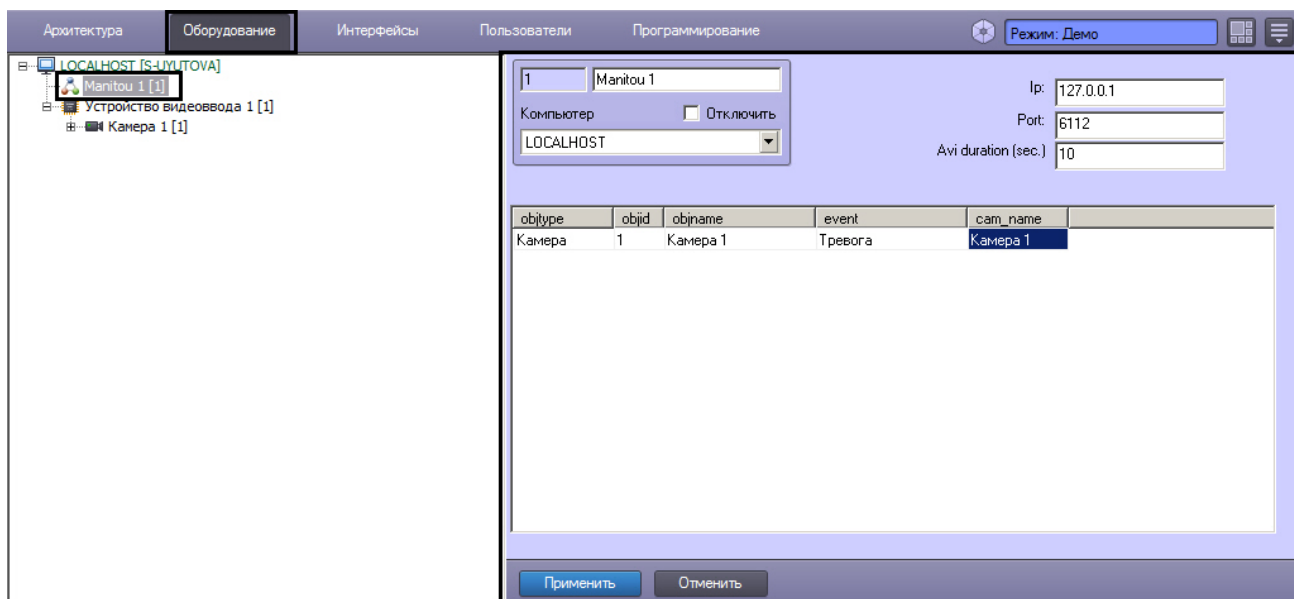 Архитектура Оборудование Интерфейсы Пользователи Программирование Режим: Демо
LOCALHOST [S-UYUTOVA]
Manitou 1 [1]
Устройство видеоввода 1 [1]
Камера 1 [1]
1 Manitou 1
Компьютер Отключить
LOCALHOST
Ip: 127.0.0.1
Port: 6112
Avi duration (sec.) 10
objtype objid objname event cam_name
Камера 1 Камера 1 Тревога Камера 1
Применить Отменить